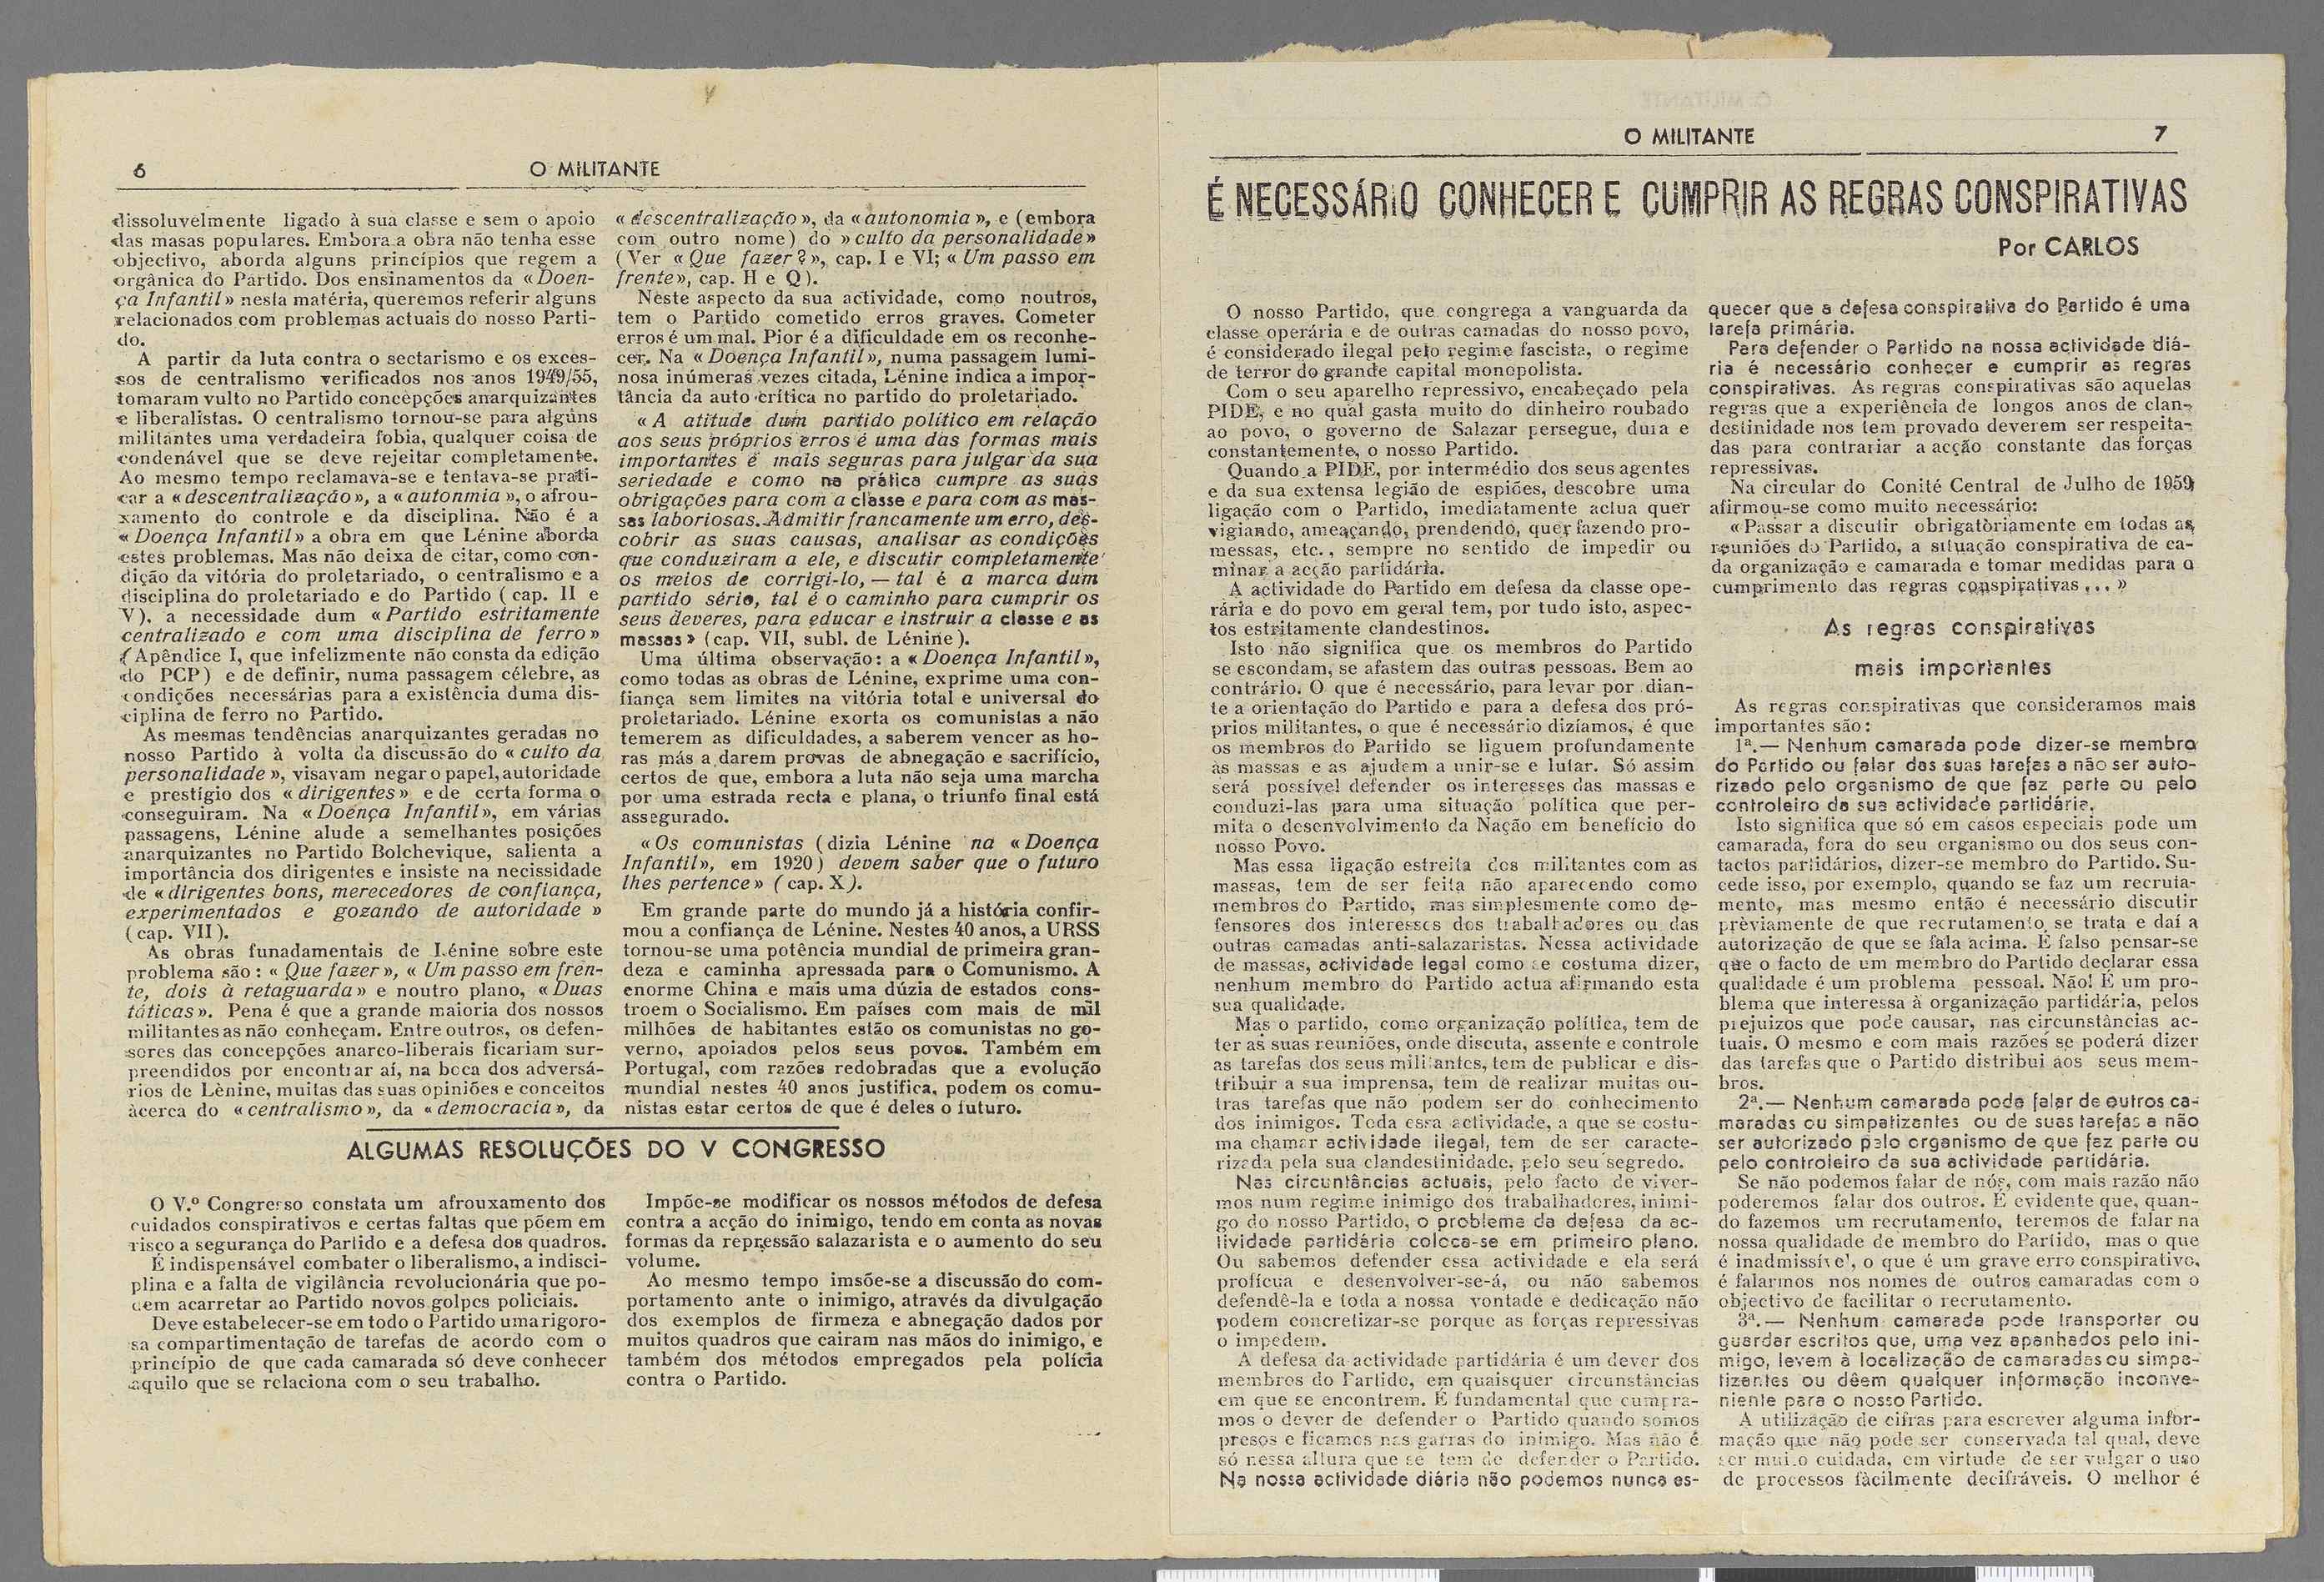 6
O MILITANTE
dissoluvelmente ligado à sua classe e sem o apoio
das masas populares. Embora a obra não tenha esse
objectivo, aborda alguns princípios que regem a
orgânica do Partido. Dos ensinamentos da «Doen-
ça Infantil» nesta matéria, queremos referir alguns
relacionados com problemas actuais do nosso Parti-
do.
A partir da luta contra o sectarismo e os exces-
sos de centralismo verificados nos anos 1949/55,
tomaram vulto no Partido concepções anarquizantes
e liberalistas. O centralismo tornou-se para alguns
militantes uma verdadeira fobia, qualquer coisa de
condenável que se deve rejeitar completamente.
Ao mesmo tempo reclamava-se e tentava-se prati-
car a «descentralização», a «autonmia», o afrou-
xamento do controle e da disciplina. Não é a
«Doença Infantil» a obra em que Lénine aborda
estes problemas. Mas não deixa de citar, como con-
dição da vitória do proletariado, o centralismo e a
disciplina do proletariado e do Partido (cap. II e
V), a necessidade dum «Partido estritamente
centralizado e com uma disciplina de ferro»
(Apêndice I, que infelizmente não consta da edição
do PCP) e de definir, numa passagem célebre, as
condições necessárias para a existência duma dis-
ciplina de ferro no Partido.
As mesmas tendências anarquizantes geradas no
nosso Partido à volta da discussão do «culto da
personalidade», visavam negar o papel, autoridade
e prestígio dos «dirigentes» e de certa forma o
conseguiram. Na «Doença Infantil», em várias
passagens, Lénine alude a semelhantes posições
anarquizantes no Partido Bolchevique, salienta a
importância dos dirigentes e insiste na necissidade
de «dirigentes bons, merecedores de confiança,
experimentados e gozando de autoridade»
(cap. VII).
As obras funadamentais de Lénine sobre este
problema são: «Que fazer», «Um passo em fren-
te, dois à retaguarda» e noutro plano, «Duas
táticas». Pena é que a grande maioria dos nossos
militantes as não conheçam. Entre outros, os defen-
sores das concepções anarco-liberais ficariam sur-
preendidos por encontrar aí, na boca dos adversá-
rios de Lènine, muitas das suas opiniões e conceitos
àcerca do «centralismo», da «democracia», da
«descentralização», da «autonomia», e (embora
com outro nome) do »culto da personalidade»
(Ver «Que fazer?», cap. I e VI; «Um passo em
frente», cap. H e Q).
Neste aspecto da sua actividade, como noutros,
tem o Partido cometido erros graves. Cometer
erros é um mal. Pior é a dificuldade em os reconhe-
cer. Na «Doença Infantil», numa passagem lumi-
nosa inúmeras vezes citada, Lénine indica a impor-
tância da auto crítica no partido do proletariado.
«A atitude dum partido político em relação
aos seus próprios erros é uma das formas mais
importantes e mais seguras para julgar da sua
seriedade e como na prática cumpre as suas
obrigações para com a classe e para com as mas-
sas laboriosas. Admitir francamente um erro, des-
cobrir as suas causas, analisar as condições
que conduziram a ele, e discutir completamente
os meios de corrigi-lo, — tal é a marca dum
partido sério, tal é o caminho para cumprir os
seus deveres, para educar e instruir a classe e as
massas» (cap. VII, subl. de Lénine).
Uma última observação: a «Doença Infantil»,
como todas as obras de Lénine, exprime uma con-
fiança sem limites na vitória total e universal do
proletariado. Lénine exorta os comunistas a não
temerem as dificuldades, a saberem vencer as ho-
ras más a darem provas de abnegação e sacrifício,
certos de que, embora a luta não seja uma marcha
por uma estrada recta e plana, o triunfo final está
assegurado.
«Os comunistas (dizia Lénine na «Doença
Infantil», em 1920) devem saber que o futuro
lhes pertence» (cap. X).
Em grande parte do mundo já a história confir-
mou a confiança de Lénine. Nestes 40 anos, a URSS
tornou-se uma potência mundial de primeira gran-
deza e caminha apressada para o Comunismo. A
enorme China e mais uma dúzia de estados cons-
troem o Socialismo. Em países com mais de mil
milhões de habitantes estão os comunistas no go-
verno, apoiados pelos seus povos. Também em
Portugal, com razões redobradas que a evolução
mundial nestes 40 anos justifica, podem os comu-
nistas estar certos de que é deles o futuro.
ALGUMAS RESOLUÇÕES DO V CONGRESSO
O V.º Congresso constata um afrouxamento dos
cuidados conspirativos e certas faltas que põem em
risco a segurança do Partido e a defesa dos quadros.
É indispensável combater o liberalismo, a indisci-
plina e a falta de vigilância revolucionária que po-
dem acarretar ao Partido novos golpes policiais.
Deve estabelecer-se em todo o Partido uma rigoro-
sa compartimentação de tarefas de acordo com o
princípio de que cada camarada só deve conhecer
aquilo que se relaciona com o seu trabalho.
Impõe-se modificar os nossos métodos de defesa
contra a acção do inimigo, tendo em conta as novas
formas da repressão salazarista e o aumento do seu
volume.
Ao mesmo tempo imsõe-se a discussão do com-
portamento ante o inimigo, através da divulgação
dos exemplos de firmeza e abnegação dados por
muitos quadros que cairam nas mãos do inimigo, e
também dos métodos empregados pela polícia
contra o Partido.
O MILITANTE
7
É NECESSÁRIO CONHECER E CUMPRIR AS REGRAS CONSPIRATIVAS
Por CARLOS
O nosso Partido, que congrega a vanguarda da
classe operária e de outras camadas do nosso povo,
é considerado ilegal pelo regime fascista, o regime
de terror do grande capital monopolista.
Com o seu aparelho repressivo, encabeçado pela
PIDE, e no qual gasta muito do dinheiro roubado
ao povo, o governo de Salazar persegue, dura e
constantemente, o nosso Partido.
Quando a PIDE, por intermédio dos seus agentes
e da sua extensa legião de espiões, descobre uma
ligação com o Partido, imediatamente actua quer
vigiando, ameaçando, prendendo, quer fazendo pro-
messas, etc., sempre no sentido de impedir ou
minar a acção partidária.
A actividade do Partido em defesa da classe ope-
rária e do povo em geral tem, por tudo isto, aspec-
tos estritamente clandestinos.
Isto não significa que os membros do Partido
se escondam, se afastem das outras pessoas. Bem ao
contrário. O que é necessário, para levar por dian-
te a orientação do Partido e para a defesa dos pró-
prios militantes, o que é necessário dizíamos, é que
os membros do Partido se liguem profundamente
às massas e as ajudem a unir-se e lutar. Só assim
será possível defender os interesses das massas e
conduzi-las para uma situação política que per-
mita o desenvolvimento da Nação em benefício do
nosso Povo.
Mas essa ligação estreita dos militantes com as
massas, tem de ser feita não aparecendo como
membros do Partido, mas simplesmente como de-
fensores dos interesses dos trabalhadores ou das
outras camadas anti-salazaristas. Nessa actividade
de massas, actividade legal como se costuma dizer,
nenhum membro do Partido actua afirmando esta
sua qualidade.
Mas o partido, como organização política, tem de
ter as suas reuniões, onde discuta, assente e controle
as tarefas dos seus militantes, tem de publicar e dis-
tribuir a sua imprensa, tem de realizar muitas ou-
tras tarefas que não podem ser do conhecimento
dos inimigos. Toda essa actividade, a que se costu-
ma chamar actividade ilegal, tem de ser caracte-
rizada pela sua clandestinidade, pelo seu segredo.
Nas circuntâncias actuais, pelo facto de viver-
mos num regime inimigo dos trabalhadores, inimi-
go do nosso Partido, o problema da defesa da ac-
tividade partidária coloca-se em primeiro plano.
Ou sabemos defender essa actividade e ela será
profícua e desenvolver-se-á, ou não sabemos
defendê-la e toda a nossa vontade e dedicação não
podem concretizar-se porque as forças repressivas
o impedem.
A defesa da actividade partidária é um dever dos
membros do Partido, em quaisquer circunstâncias
em que se encontrem. É fundamental que cumpra-
mos o dever de defender o Partido quando somos
presos e ficamos nas garras do inimigo. Mas não é
só nessa altura que se tem de defender o Partido.
Na nossa actividade diária não podemos nunca es-
quecer que a defesa conspirativa do Partido é uma
tarefa primária.
Para defender o Partido na nossa actividade diá-
ria é necessário conhecer e cumprir as regras
conspirativas. As regras conspirativas são aquelas
regras que a experiência de longos anos de clan-
destinidade nos tem provado deverem ser respeita-
das para contrariar a acção constante das forças
repressivas.
Na circular do Conité Central de Julho de 1959,
afirmou-se como muito necessário:
«Passar a discutir obrigatòriamente em todas as
reuniões do Partido, a situação conspirativa de ca-
da organização e camarada e tomar medidas para o
cumprimento das regras conspirativas...»
As regras conspirativas
mais importantes
As regras conspirativas que consideramos mais
importantes são:
1ª.— Nenhum camarada pode dizer-se membro
do Partido ou falar das suas tarefas a não ser auto-
rizado pelo organismo de que faz parte ou pelo
controleiro da sua actividade partidária.
Isto significa que só em casos especiais pode um
camarada, fora do seu organismo ou dos seus con-
tactos partidários, dizer-se membro do Partido. Su-
cede isso, por exemplo, quando se faz um recruta-
mento, mas mesmo então é necessário discutir
prèviamente de que recrutamento se trata e daí a
autorização de que se fala acima. É falso pensar-se
que o facto de um membro do Partido declarar essa
qualidade é um problema pessoal. Não! É um pro-
blema que interessa à organização partidária, pelos
prejuizos que pode causar, nas circunstâncias ac-
tuais. O mesmo e com mais razões se poderá dizer
das tarefas que o Partido distribui aos seus mem-
bros.
2ª.— Nenhum camarada pode falar de outros ca-
maradas ou simpatizantes ou de suas tarefas a não
ser autorizado pelo organismo de que faz parte ou
pelo controleiro da sua actividade partidária.
Se não podemos falar de nós, com mais razão não
poderemos falar dos outros. É evidente que, quan-
do fazemos um recrutamento, teremos de falar na
nossa qualidade de membro do Partido, mas o que
é inadmissível, o que é um grave erro conspirativo,
é falarmos nos nomes de outros camaradas com o
objectivo de facilitar o recrutamento.
3ª.— Nenhum camarada pode transportar ou
guardar escritos que, uma vez apanhados pelo ini-
migo, levem à localização de camaradas ou simpa-
tizantes ou dêem qualquer informação inconve-
niente para o nosso Partido.
A utilização de cifras para escrever alguma infor-
mação que não pode ser conservada tal qual, deve
ser muito cuidada, em virtude de ser vulgar o uso
de processos fàcilmente decifráveis. O melhor é